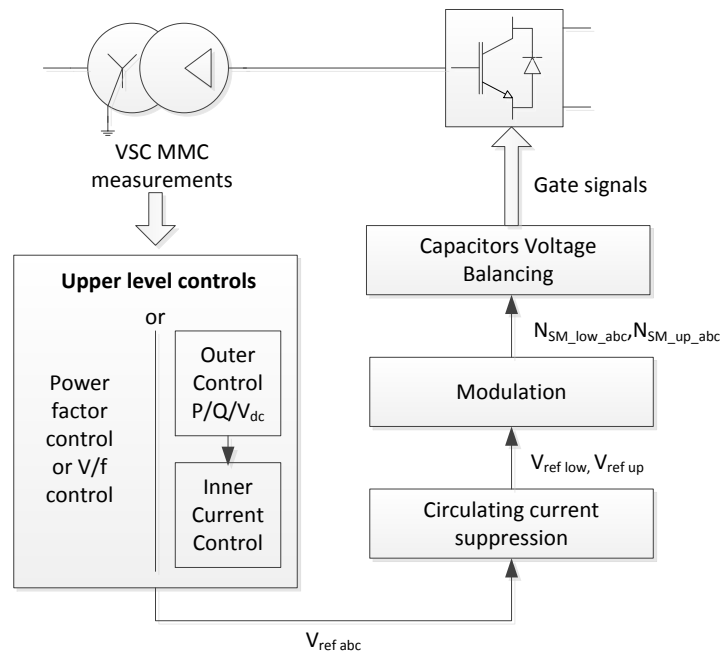 VSC MMC
measurements
Gate signals
Capacitors Voltage
Balancing
Upper level controls
or
Power
factor
control
or V/f
control
Outer
Control
P/Q/Vdc
Inner
Current
Control
NSM_low_abc,NSM_up_abc
Modulation
Vref low, Vref up
Circulating current
suppression
Vref abc